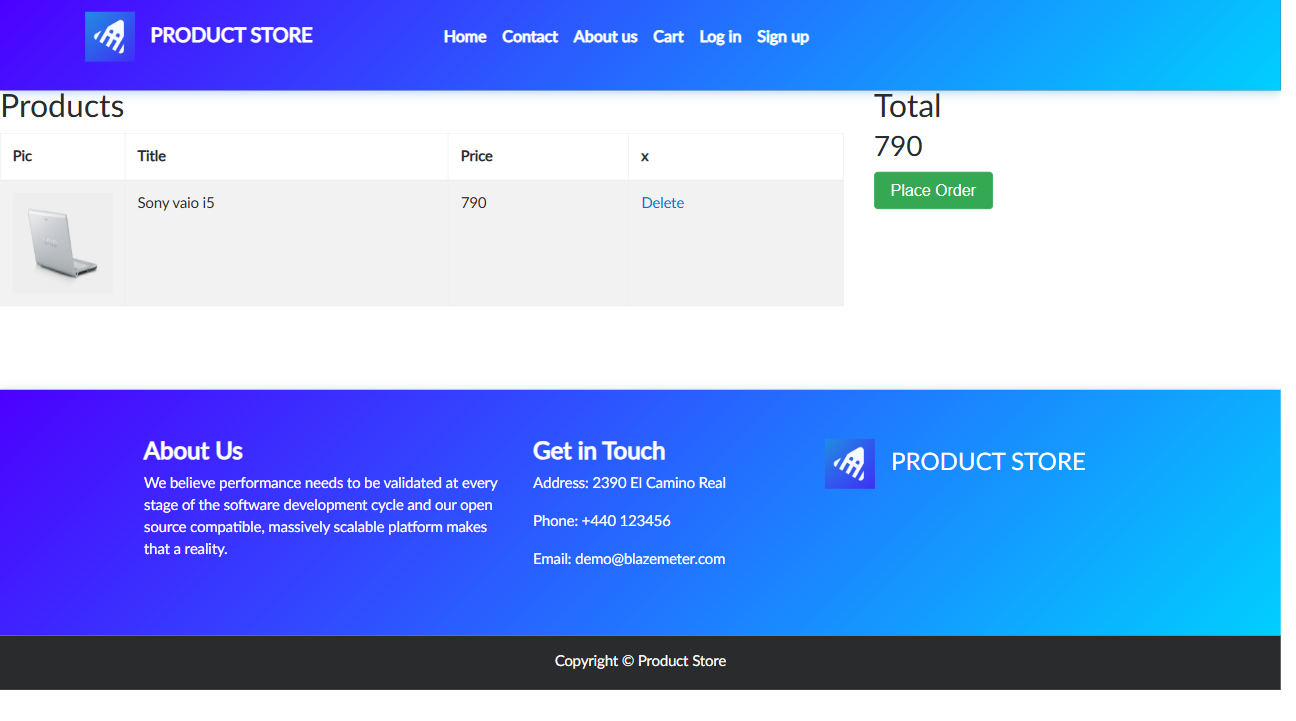 PRODUCT STORE
Home Contact About us Cart Log in Sign up
Products
Pic Title Price x
Sony vaio i5 790 Delete
Total
790
Place Order
About Us
We believe performance needs to be validated at every
stage of the software development cycle and our open
source compatible, massively scalable platform makes
that a reality.
Get in Touch
Address: 2390 El Camino Real
Phone: +440 123456
Email: demo@blazemeter.com
PRODUCT STORE
Copyright © Product Store